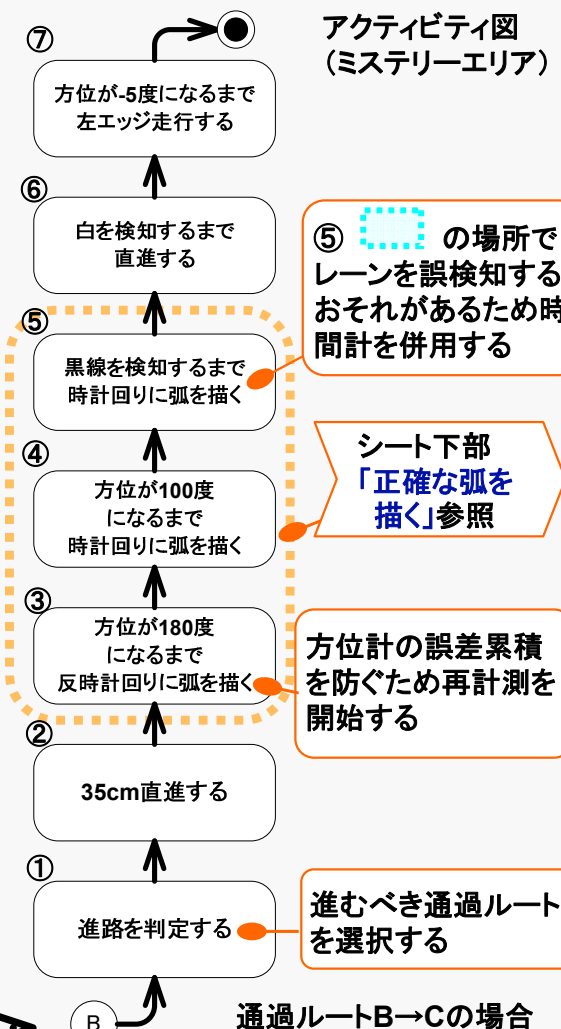 アクティビティ図
（ミステリーエリア）
⑦
方位が-5度になるまで
左エッジ走行する
⑥
白を検知するまで
直進する
⑤ の場所で
レーンを誤検知する
おそれがあるため時
間計を併用する
⑤
黒線を検知するまで
時計回りに弧を描く
シート下部
「正確な弧を
描く」参照
④
方位が100度
になるまで
時計回りに弧を描く
③
方位が180度
になるまで
反時計回りに弧を描く
方位計の誤差累積
を防ぐため再計測を
開始する
②
35cm直進する
①
進路を判定する
進むべき通過ルート
を選択する
B
通過ルートB→Cの場合